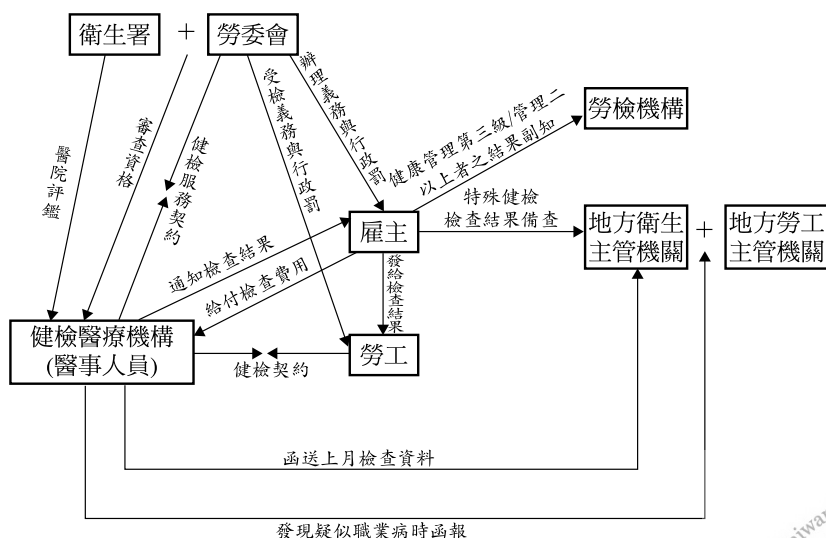 衛生署
+
勞委會
勞檢機構
醫院評鑑
審查資格
健檢服務契約
受檢義務與行政罰
辦理義務與行政罰
健康管理第三級/管理二
以上者之結果副知
雇主
特殊健檢
檢查結果備查
地方衛生
主管機關
+
地方勞工
主管機關
通知檢查結果
給付檢查費用
發給檢查結果
健檢醫療機構
(醫事人員)
勞工
健檢契約
函送上月檢查資料
發現疑似職業病時函報